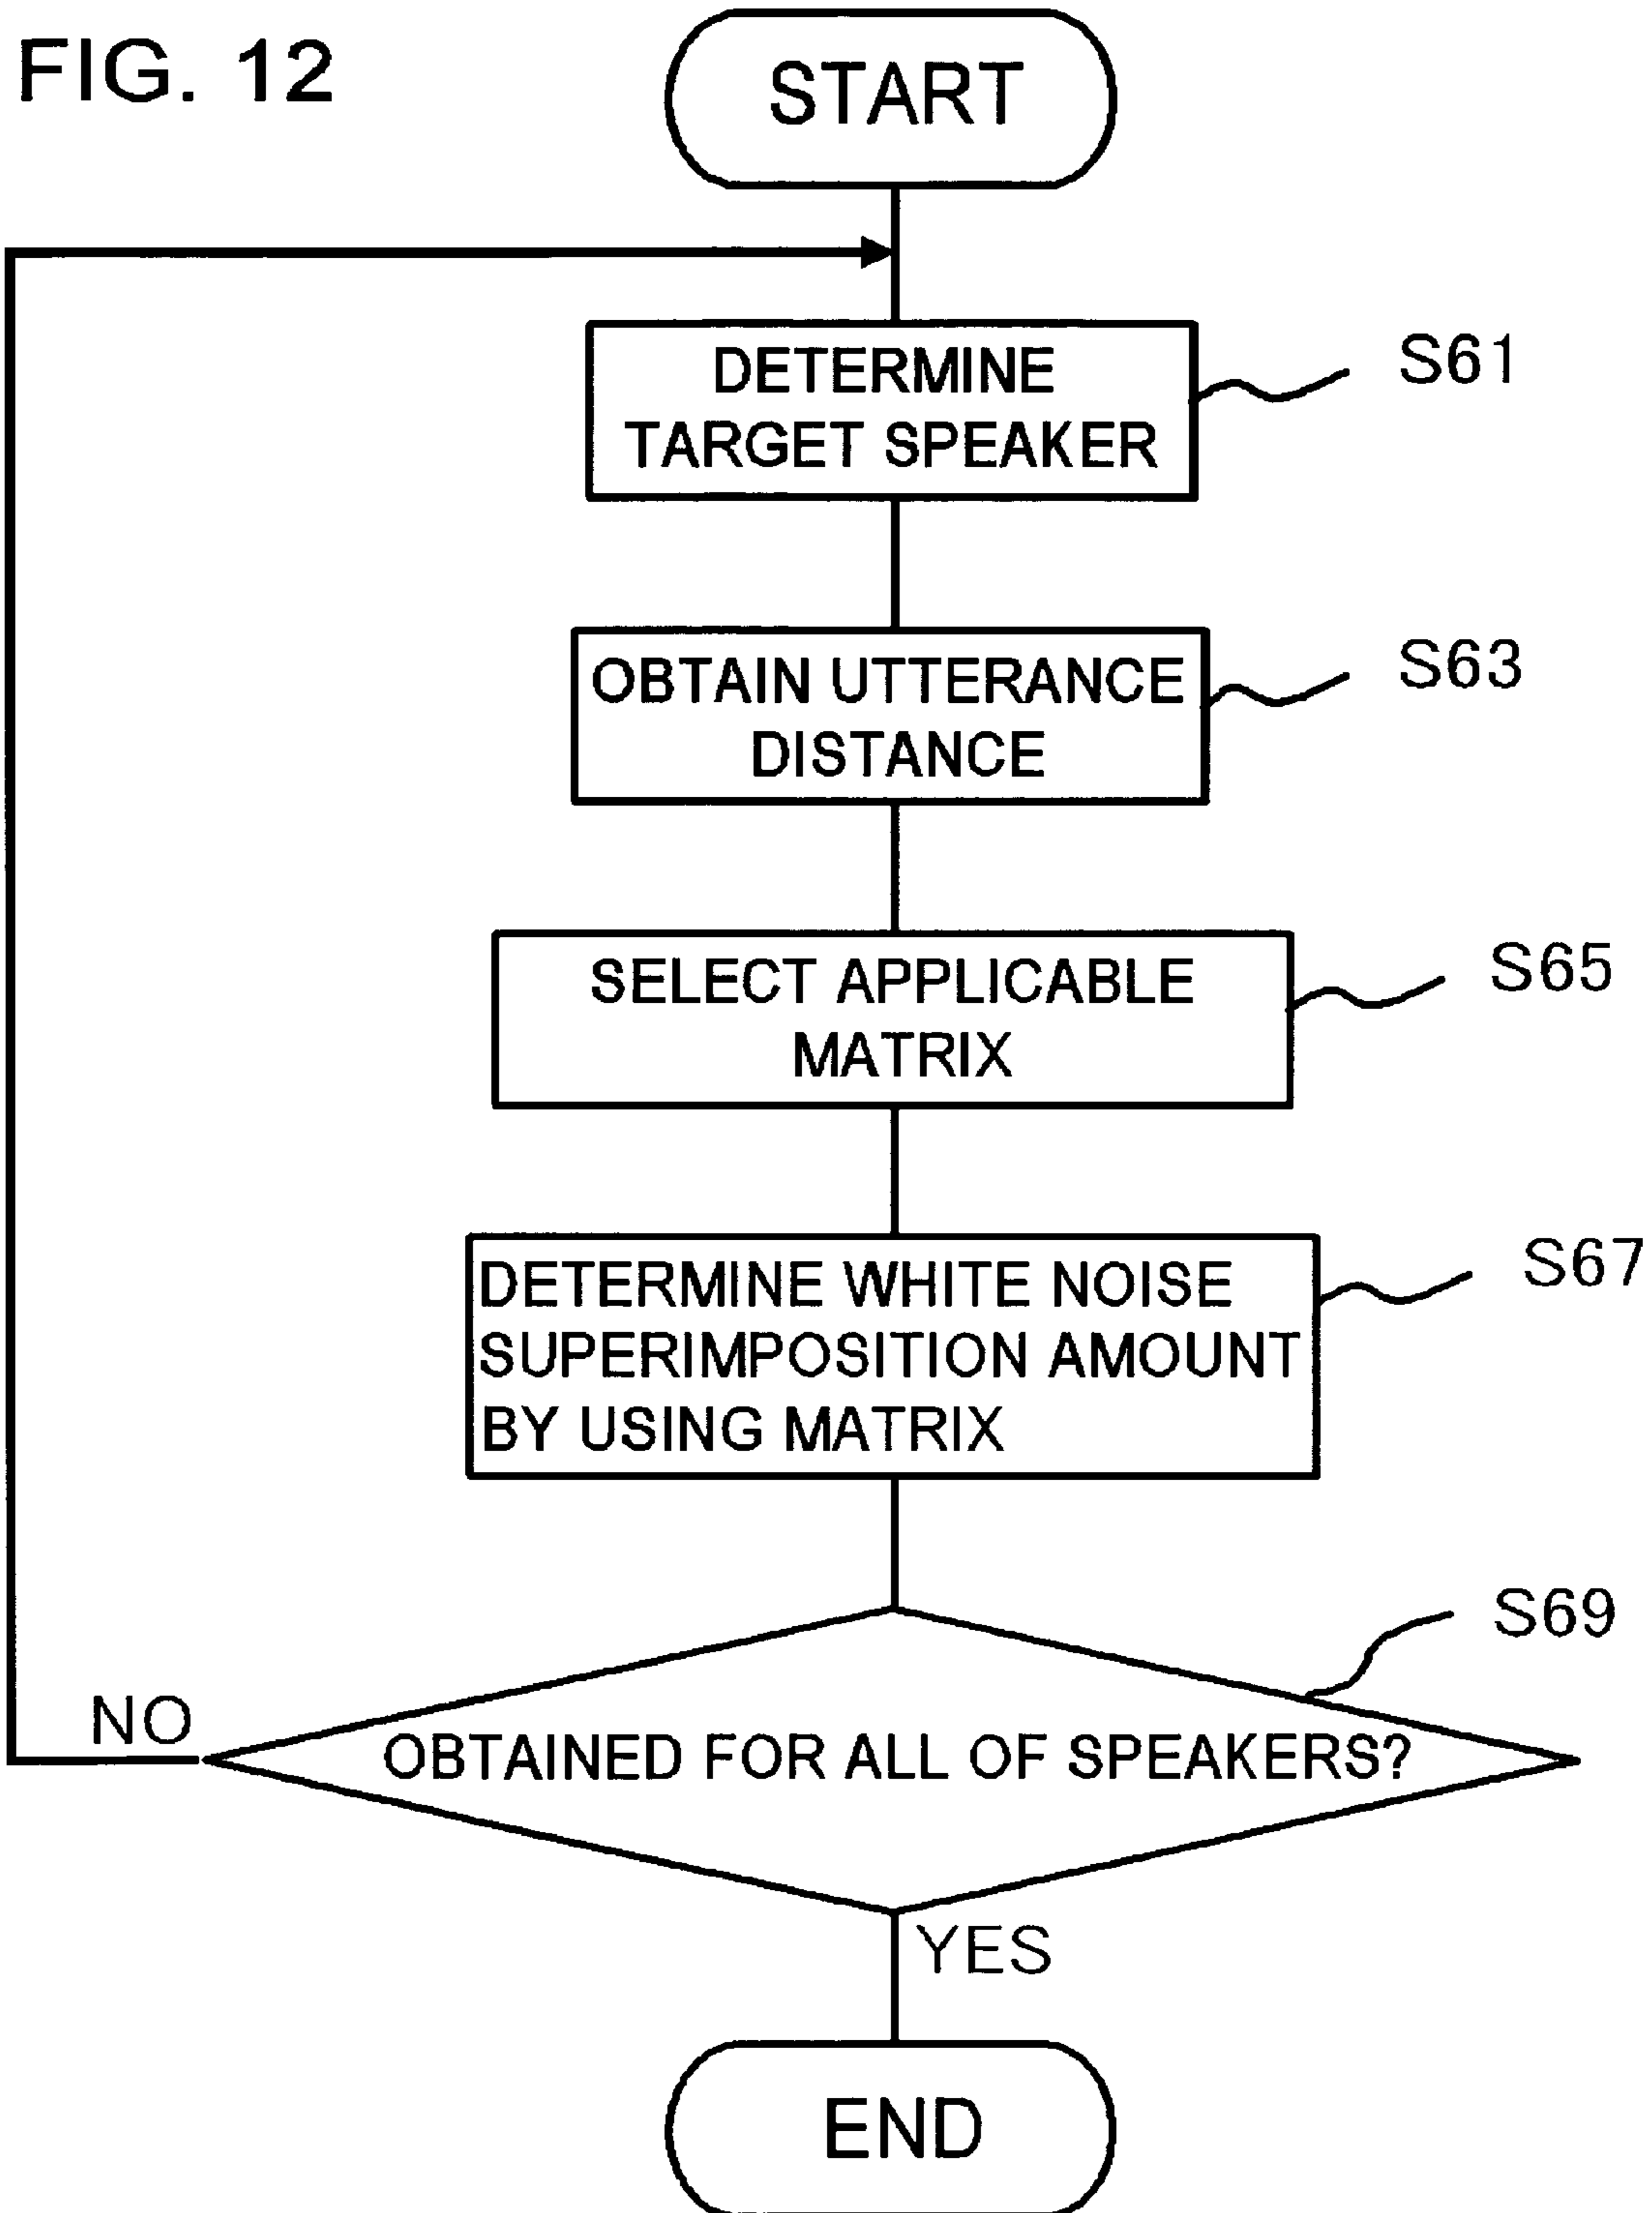 FIG. 12
START
DETERMINE
TARGET SPEAKER
S61
OBTAIN UTTERANCE
DISTANCE
S63
SELECT APPLICABLE
MATRIX
S65
DETERMINE WHITE NOISE
SUPERIMPOSITION AMOUNT
BY USING MATRIX
S67
S69
NO
OBTAINED FOR ALL OF SPEAKERS?
YES
END